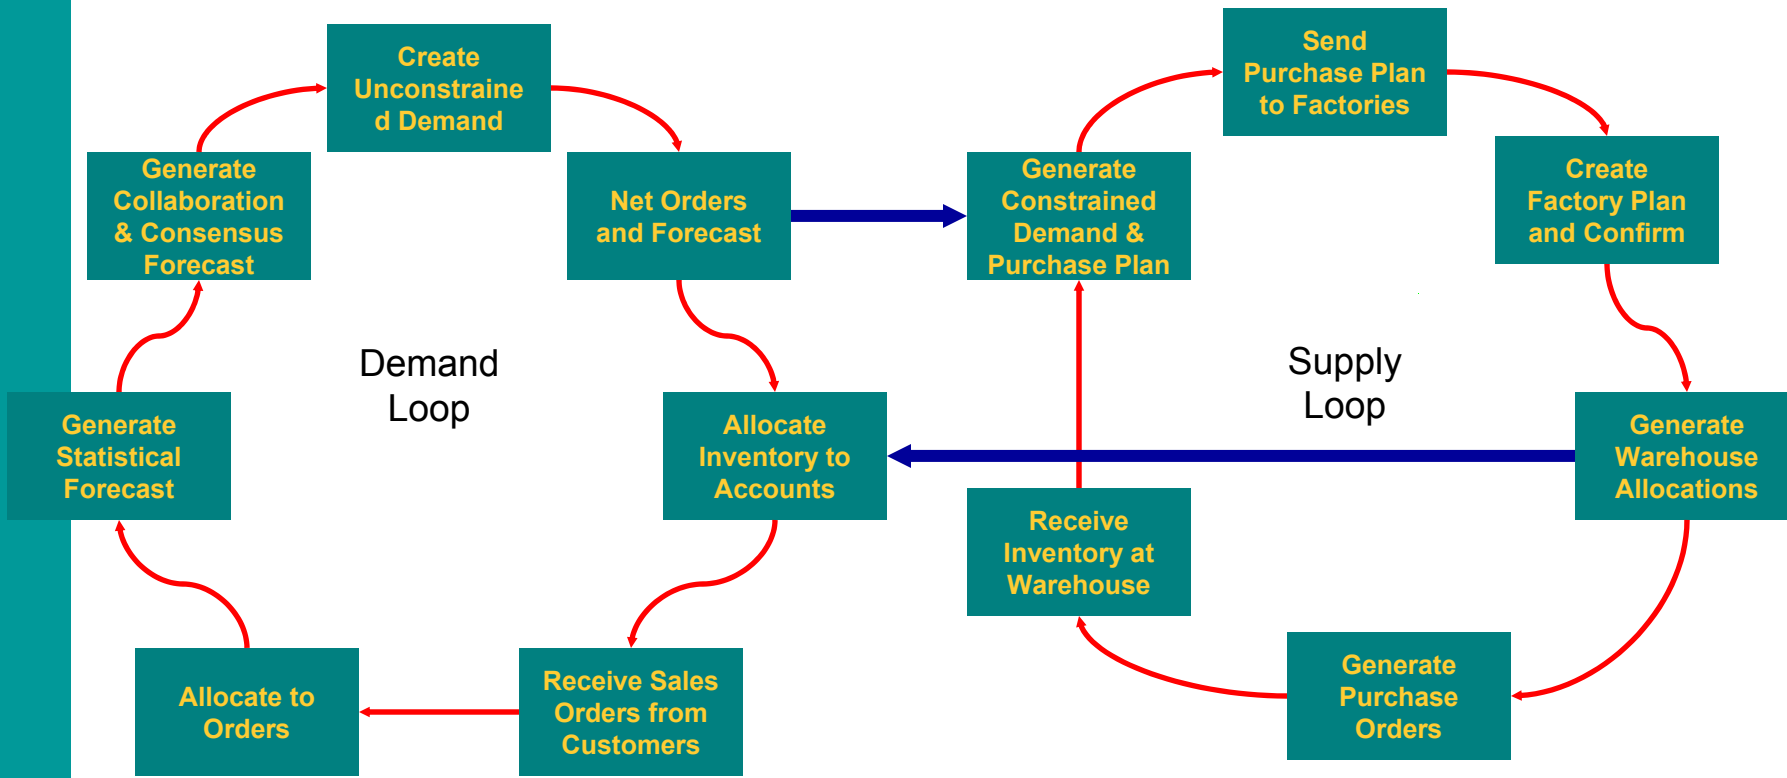 Create
Unconstraine
d Demand
Send
Purchase Plan
to Factories
Generate
Collaboration
& Consensus
Forecast
Net Orders
and Forecast
Generate
Constrained
Demand &
Purchase Plan
Create
Factory Plan
and Confirm
Demand
Loop
Supply
Loop
Generate
Statistical
Forecast
Allocate
Inventory to
Accounts
Generate
Warehouse
Allocations
Receive
Inventory at
Warehouse
Allocate to
Orders
Receive Sales
Orders from
Customers
Generate
Purchase
Orders